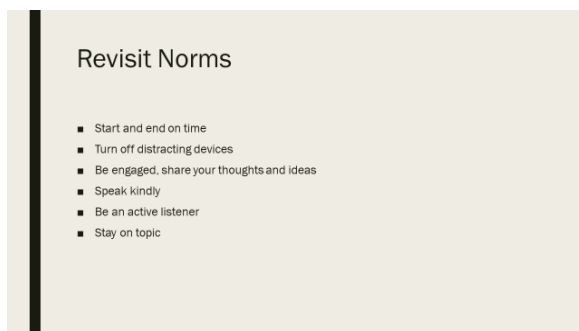 Revisit Norms
■ Start and end on time
■ Turn off distracting devices
■ Be engaged, share your thoughts and ideas
■ Speak kindly
■ Be an active listener
■ Stay on topic